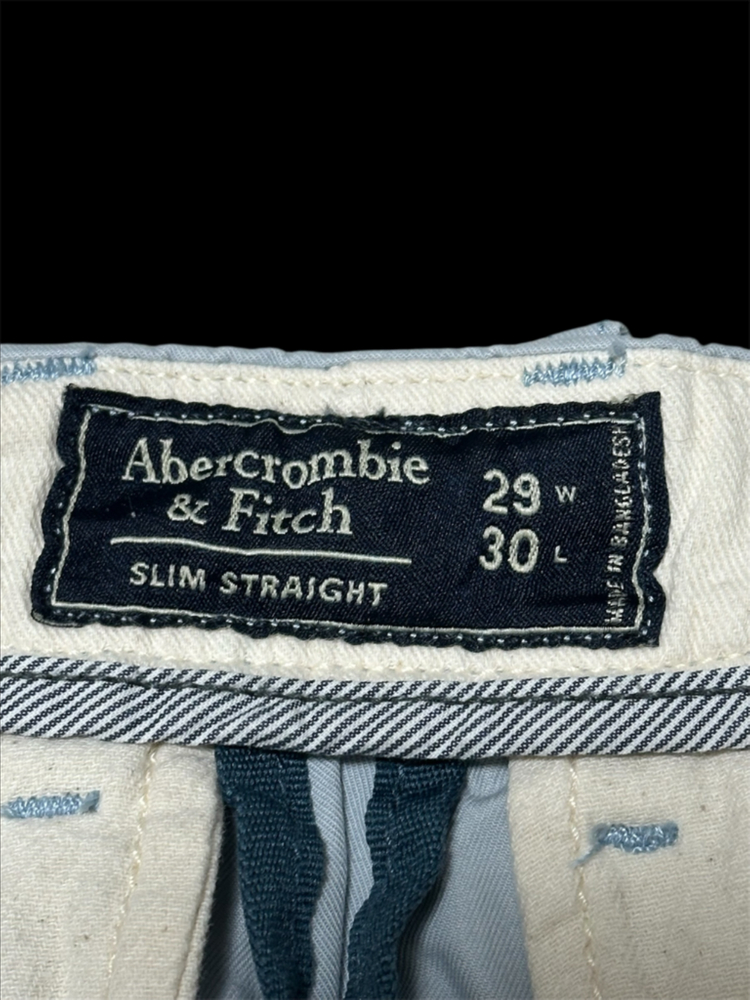 Abercrombie
& Fitch
SLIM STRAIGHT
29 W
30 L
MADE IN BANGLADESH